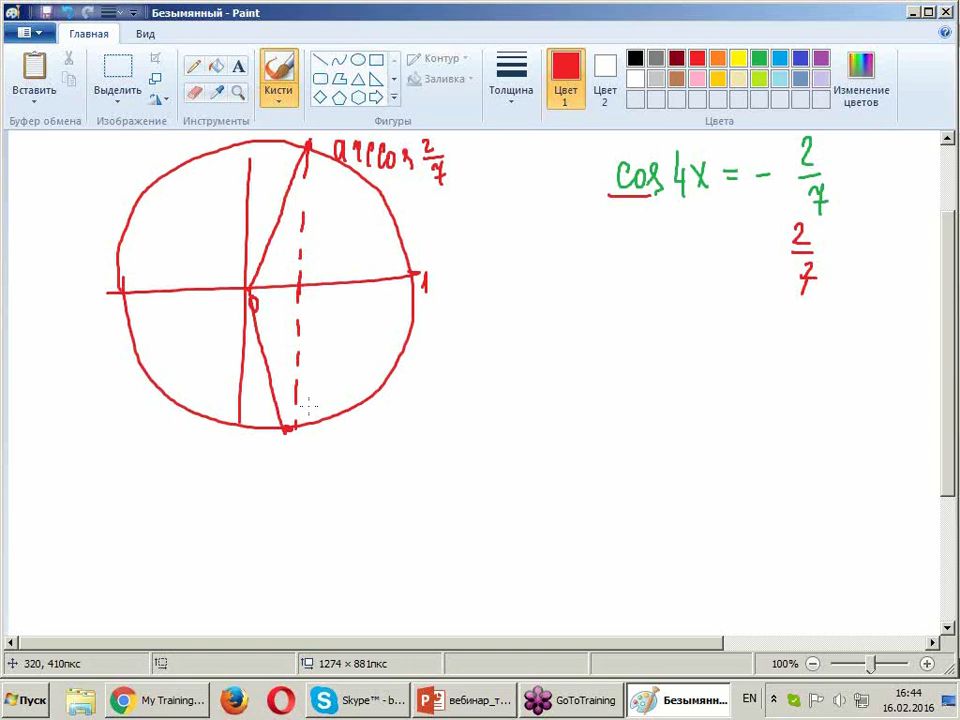 Безымянный - Paint
Главная
Вид
Вставить
Выделить
Кисти
Контур
Заливка
Толщина
Цвет 1
Цвет 2
Изменение цветов
Буфер обмена
Изображение
Инструменты
Фигуры
Цвета
arccos 2/7
cos 4x = - 2/7
2/7
0
1
320, 410пкс
1274 × 881пкс
100%
Пуск
My Training...
Skype™ - b...
вебинар_т...
GoToTraining
Безымянн...
EN
16:44
16.02.2016